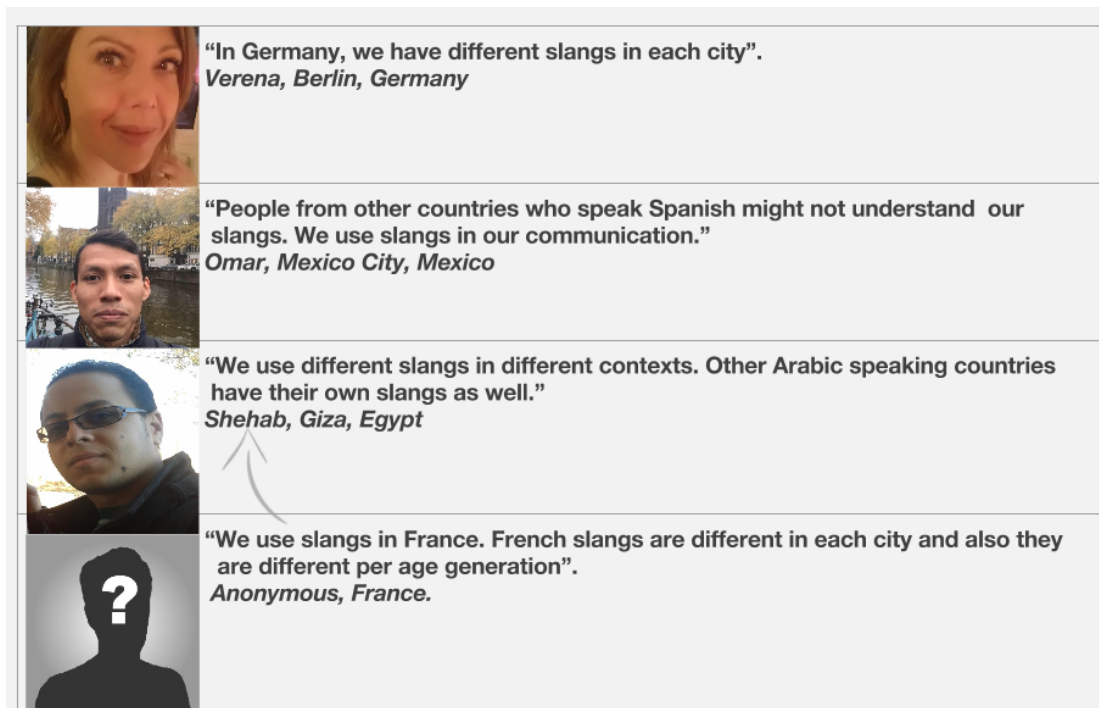 “In Germany, we have different slangs in each city”.
Verena, Berlin, Germany
“People from other countries who speak Spanish might not understand our
slangs. We use slangs in our communication.”
Omar, Mexico City, Mexico
“We use different slangs in different contexts. Other Arabic speaking countries
have their own slangs as well.”
Shehab, Giza, Egypt
“We use slangs in France. French slangs are different in each city and also they
are different per age generation”.
Anonymous, France.
?